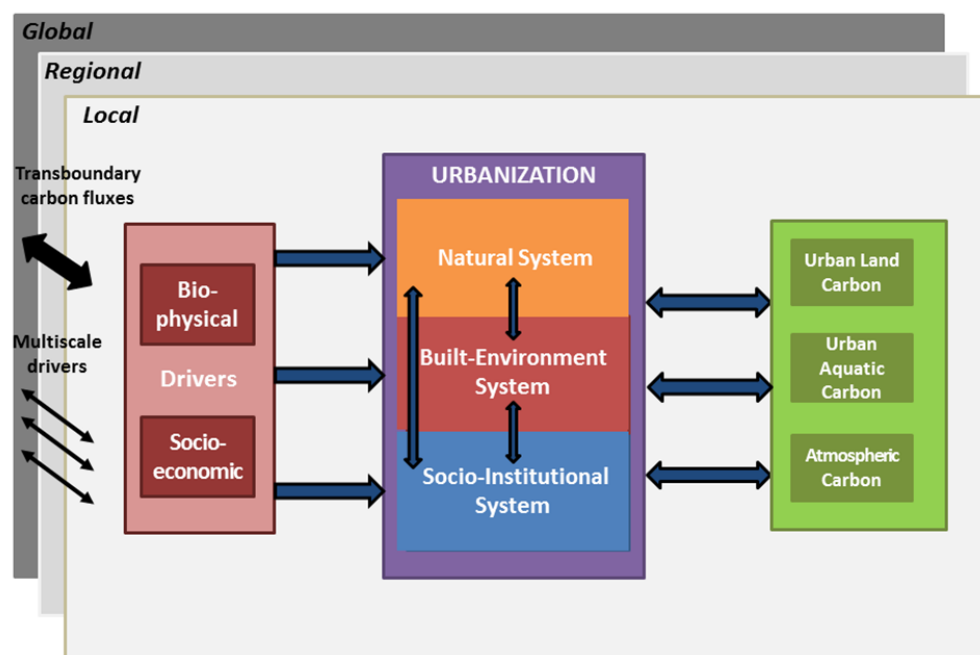 Global
Regional
Local
Transboundary
carbon fluxes
Multiscale
drivers
Bio-
physical
Drivers
Socio-
economic
URBANIZATION
Natural System
Built-Environment
System
Socio-Institutional
System
Urban Land
Carbon
Urban
Aquatic
Carbon
Atmospheric
Carbon